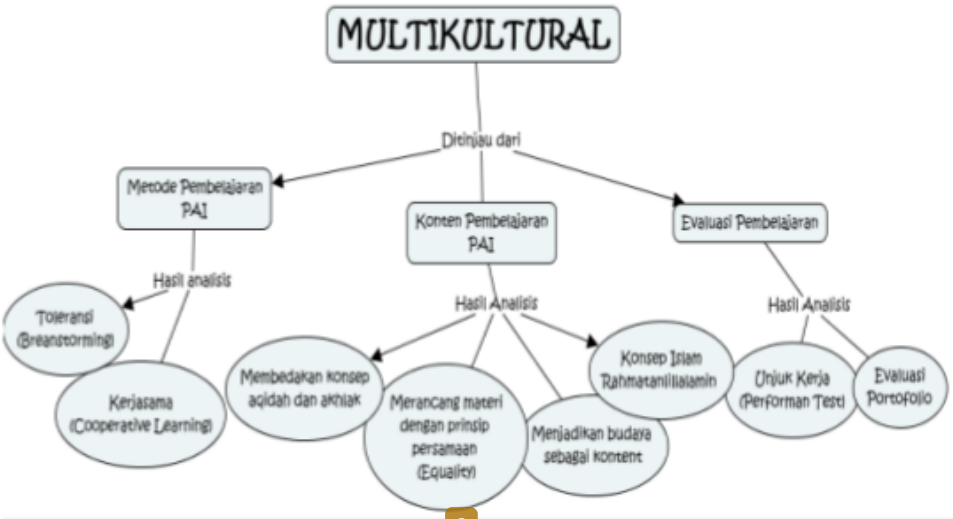 MULTIKULTURAL
Ditinjau dari
Metode Pembelajaran
PAI
Konten Pembelajaran
PAI
Evaluasi Pembelajaran
Hasil analisis
Hasil Analisis
Hasil Analisis
Toleransi
(Breanstorming)
Kerjasama
(Cooperative Learning)
Membedakan konsep
aqidah dan akhlak
Merancang materi
dengan prinsip
persamaan
(Equality)
Menjadikan budaya
sebagai kontent
Konsep Islam
Rahmatanlilalamin
Unjuk Kerja
(Performan Test)
Evaluasi
Portofolio